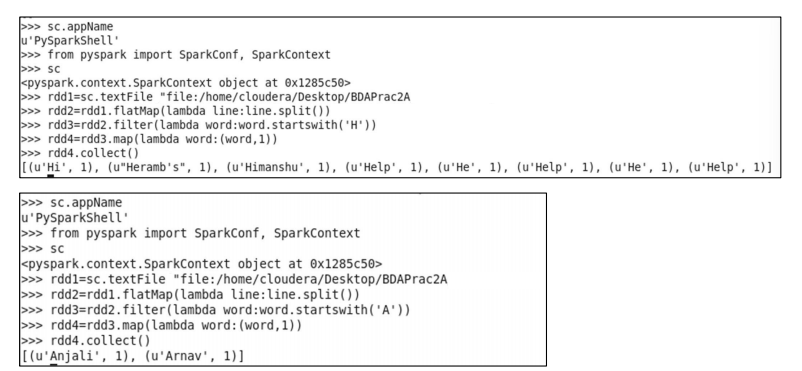 >>> sc.appName
u'PySparkShell'
>>> from pyspark import SparkConf, SparkContext
>>> sc
<pyspark.context.SparkContext object at 0x1285c50>
>>> rdd1=sc.textFile "file:/home/cloudera/Desktop/BDAPrac2A
>>> rdd2=rdd1.flatMap(lambda line:line.split())
>>> rdd3=rdd2.filter(lambda word:word.startswith('H'))
>>> rdd4=rdd3.map(lambda word:(word,1))
>>> rdd4.collect()
[(u'Hi', 1), (u"Heramb's", 1), (u'Himanshu', 1), (u'Help', 1), (u'He', 1), (u'Help', 1), (u'He', 1), (u'Help', 1)]
>>> sc.appName
u'PySparkShell'
>>> from pyspark import SparkConf, SparkContext
>>> sc
<pyspark.context.SparkContext object at 0x1285c50>
>>> rdd1=sc.textFile "file:/home/cloudera/Desktop/BDAPrac2A
>>> rdd2=rdd1.flatMap(lambda line:line.split())
>>> rdd3=rdd2.filter(lambda word:word.startswith('A'))
>>> rdd4=rdd3.map(lambda word:(word,1))
>>> rdd4.collect()
[(u'Anjali', 1), (u'Arnav', 1)]